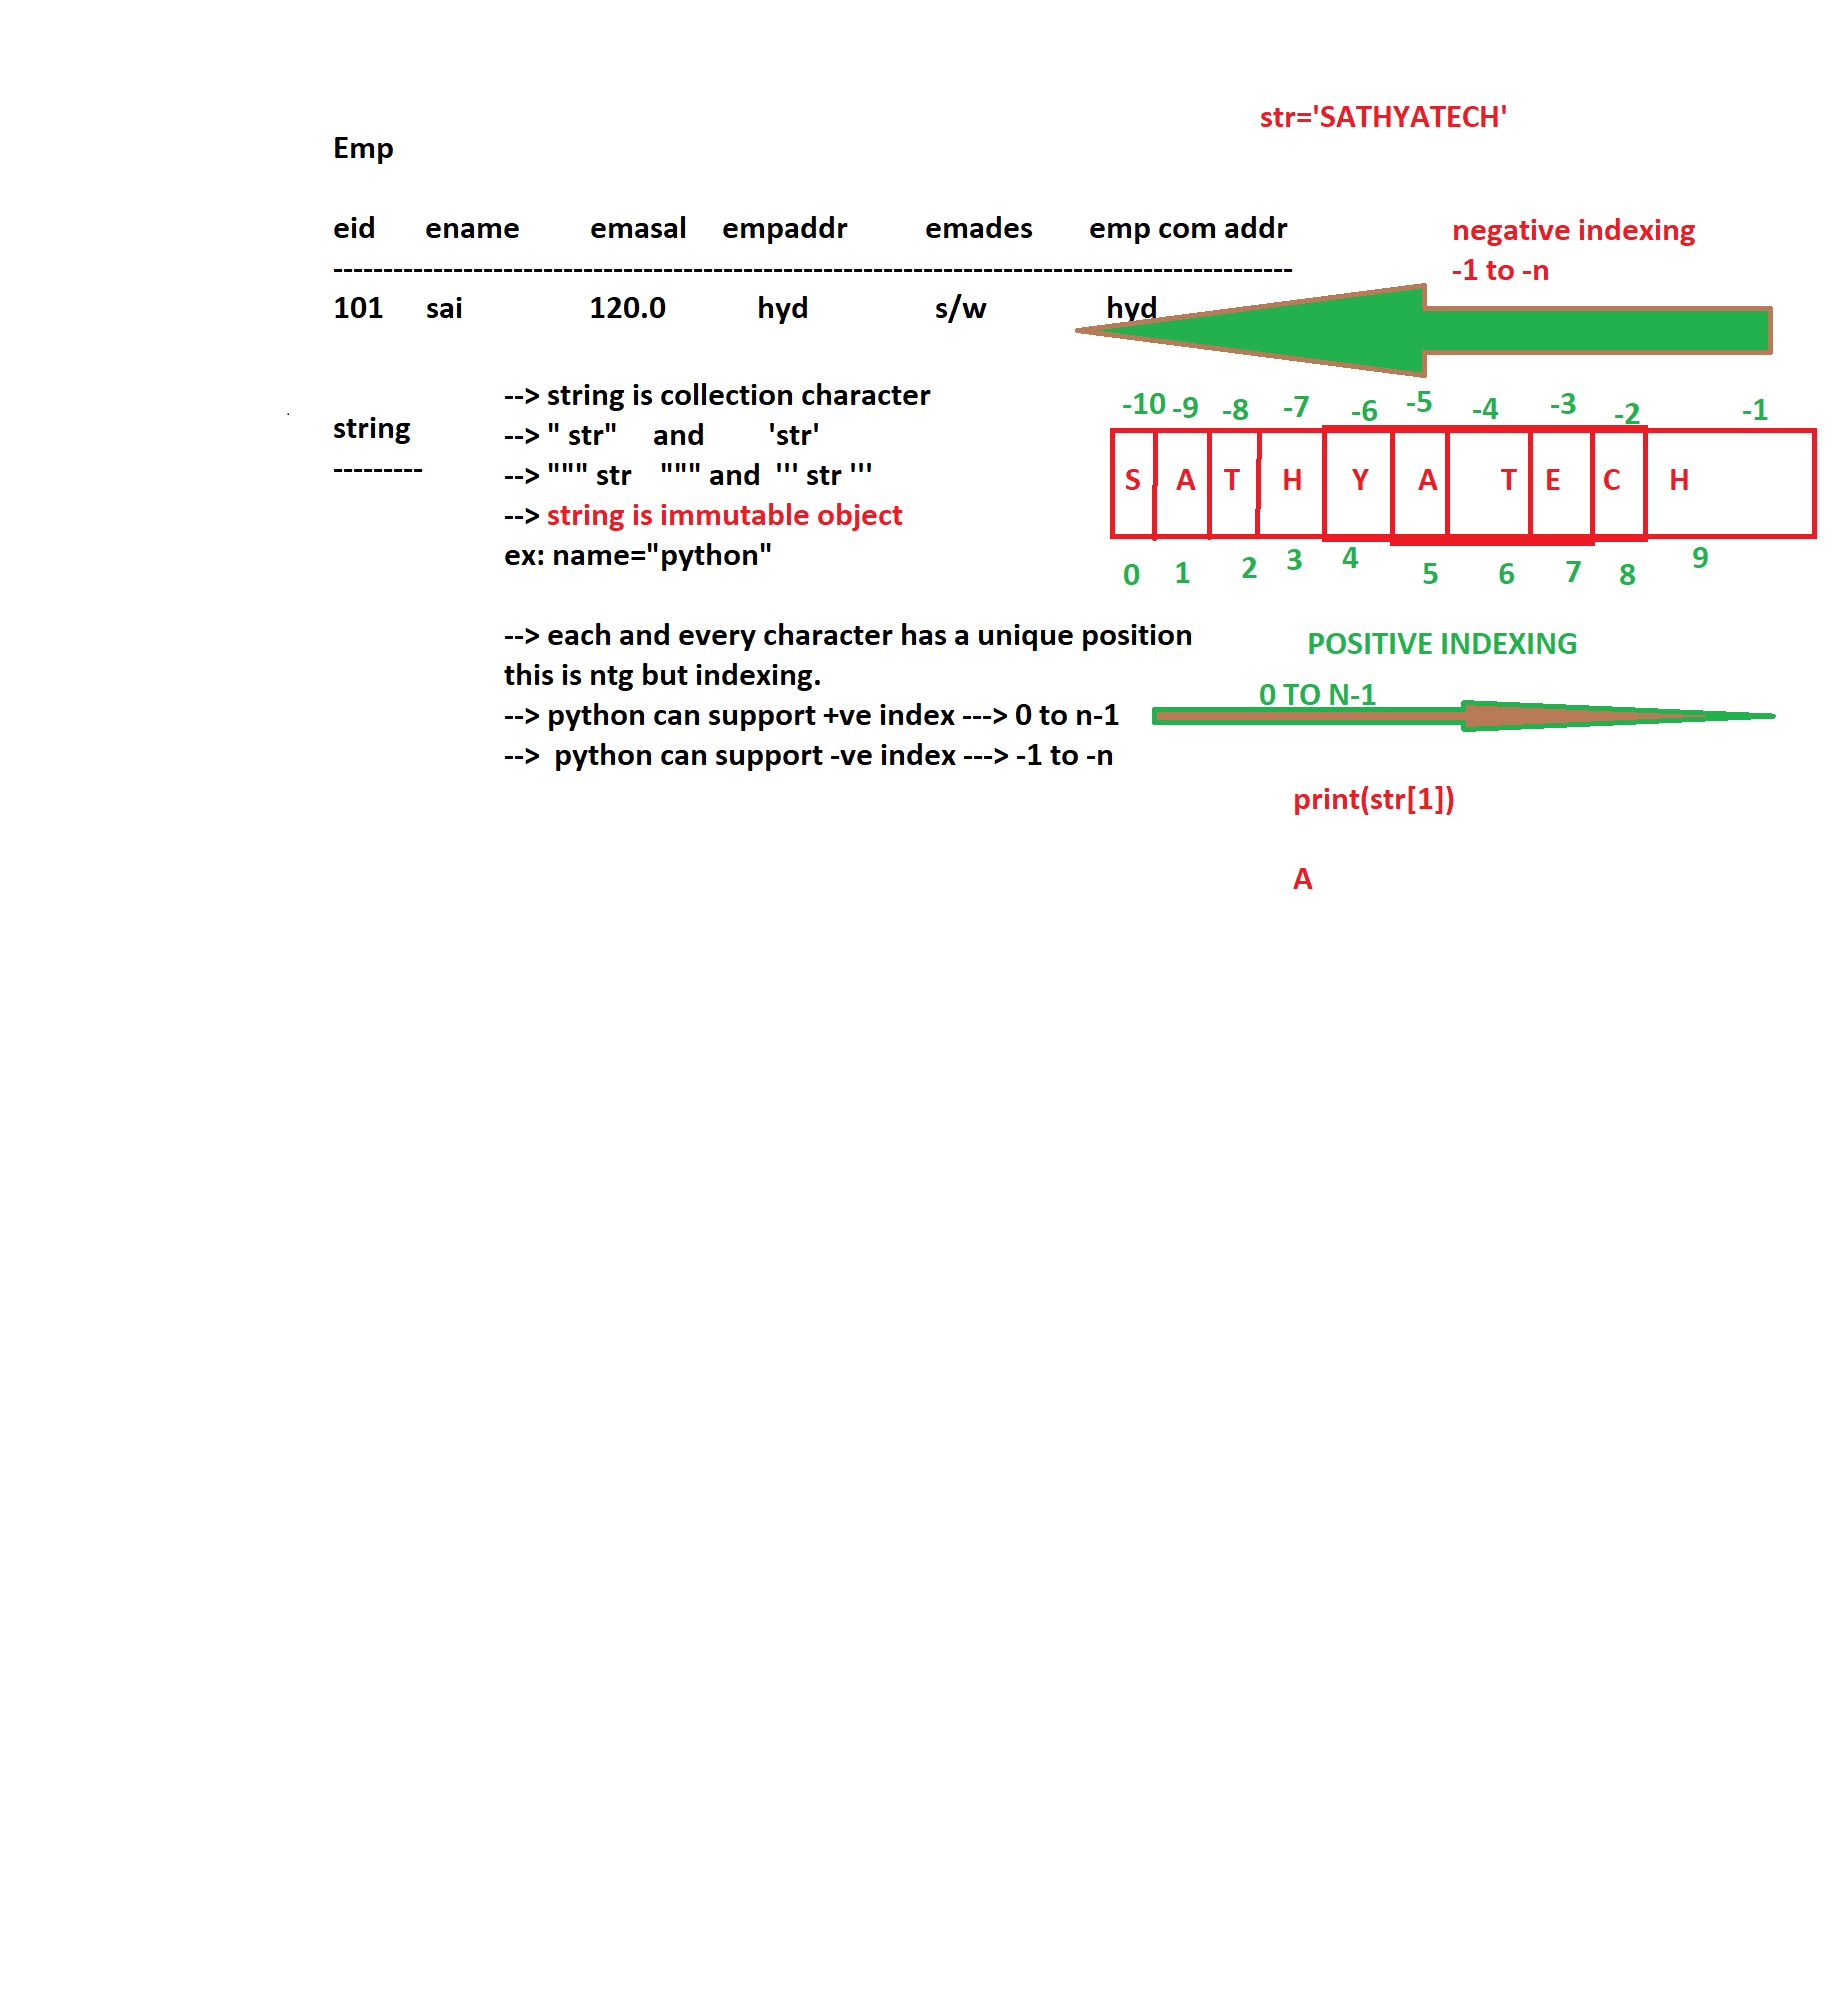 str='SATHYATECH'
Emp
eid ename emasal empaddr emades emp com addr
--------------------------------------------------------------------------------------------
101 sai 120.0 hyd s/w hyd
negative indexing
-1 to -n
string
---------
--> string is collection character
--> " str" and 'str'
--> """ str """ and ''' str '''
--> string is immutable object
ex: name="python"
--> each and every character has a unique position
this is ntg but indexing.
--> python can support +ve index ---> 0 to n-1
--> python can support -ve index ---> -1 to -n
-10 -9 -8 -7 -6 -5 -4 -3 -2 -1
S A T H Y A T E C H
0 1 2 3 4 5 6 7 8 9
POSITIVE INDEXING
0 TO N-1
print(str[1])
A